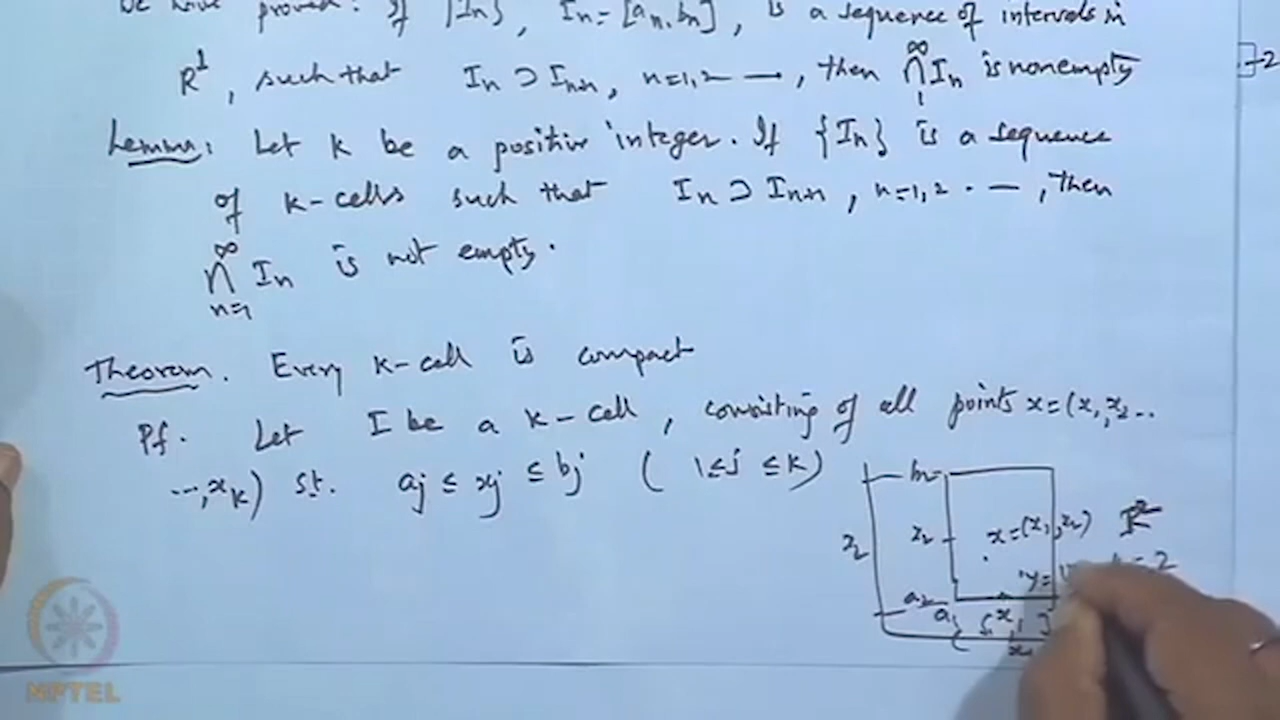 we have proved: If {In}, In = [an, bn], is a sequence of intervals in
R¹, such that In ⊃ In+1, n=1,2 ——, then ∞∩1 In is nonempty
Lemma: Let k be a positive integer. If {In} is a sequence
of k-cells such that In ⊃ In+1, n=1,2 . —, then
∞∩n=1 In is not empty.
Theorem. Every k-cell is compact
Pf. Let I be a k-cell, consisting of all points x=(x1,x2...
...,xk) st. aj ≤ xj ≤ bj (1≤j ≤k)
b2
x2 x2 x=(x1,x2) R²
y= k=2
a2
a1 x1
NPTEL